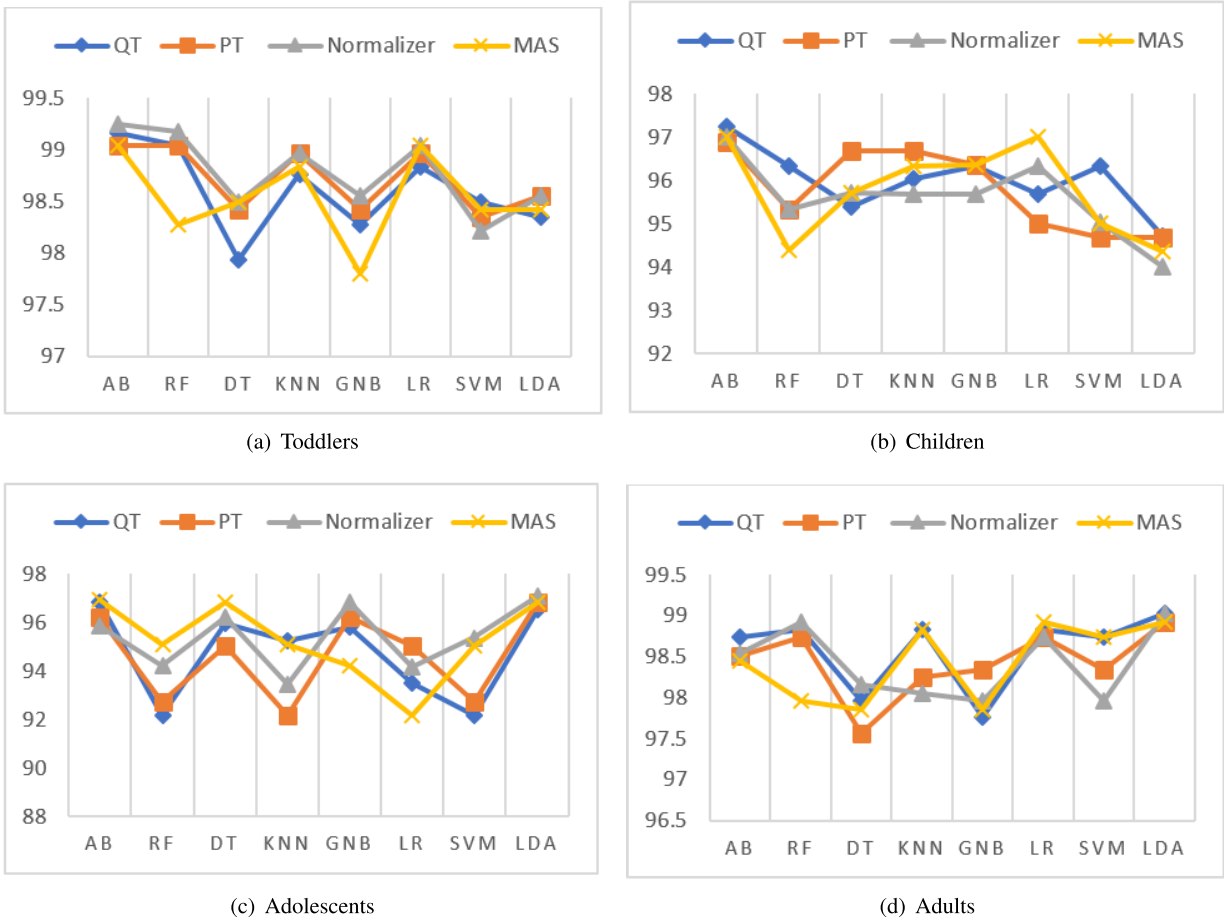 QT PT Normalizer MAS
99.5
99
98.5
98
97.5
97
AB RF DT KNN GNB LR SVM LDA
(a) Toddlers
QT PT Normalizer MAS
98
97
96
95
94
93
92
AB RF DT KNN GNB LR SVM LDA
(b) Children
QT PT Normalizer MAS
98
96
94
92
90
88
AB RF DT KNN GNB LR SVM LDA
(c) Adolescents
QT PT Normalizer MAS
99.5
99
98.5
98
97.5
97
96.5
AB RF DT KNN GNB LR SVM LDA
(d) Adults